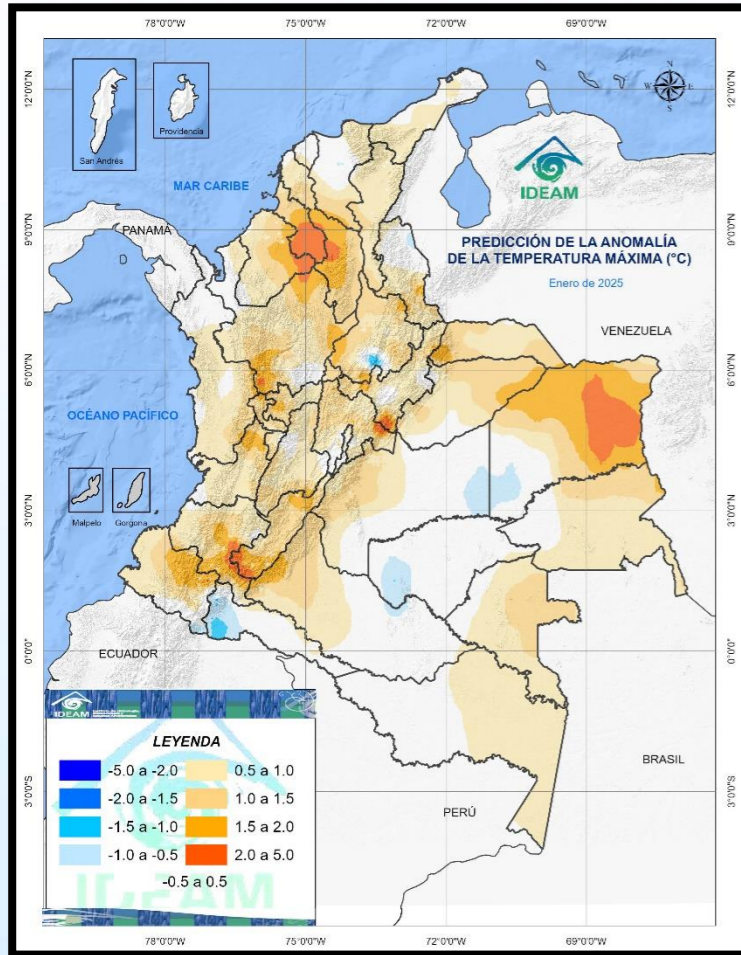 78°0'0"W 75°0'0"W 72°0'0"W 69°0'0"W
12°0'0"N
12°0'0"N
N
W E
S
San Andrés
Providencia
IDEAM
MAR CARIBE
9°0'0"N
9°0'0"N
PANAMÁ
PREDICCIÓN DE LA ANOMALÍA
DE LA TEMPERATURA MÁXIMA (°C)
Enero de 2025
VENEZUELA
6°0'0"N
6°0'0"N
OCÉANO PACÍFICO
3°0'0"N
3°0'0"N
Malpelo
Gorgona
0°0'0"
0°0'0"
ECUADOR
BRASIL
PERÚ
3°0'0"S
3°0'0"S
IDEAM
LEYENDA
-5.0 a -2.0 0.5 a 1.0
-2.0 a -1.5 1.0 a 1.5
-1.5 a -1.0 1.5 a 2.0
-1.0 a -0.5 2.0 a 5.0
-0.5 a 0.5
IDEAM
78°0'0"W 75°0'0"W 72°0'0"W 69°0'0"W